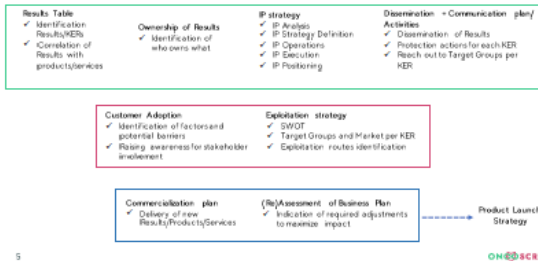 Results Table
✓ Identification
Results/KERs
✓ Correlation of
Results with
products/services
Ownership of Results
✓ Identification of
who owns what
IP strategy
✓ IP Analysis
✓ IP Strategy Definition
✓ IP Operations
✓ IP Execution
✓ IP Positioning
Dissemination + Communication plan/
Activities
✓ Dissemination of Results
✓ Protection actions for each KER
✓ Reach out to Target Groups per
KER
Customer Adoption
✓ Identification of factors and
potential barriers
✓ Raising awareness for stakeholder
involvement
Exploitation strategy
✓ SWOT
✓ Target Groups and Market per KER
✓ Exploitation routes identification
Commercialization plan
✓ Delivery of new
Results/Products/Services
(Re)Assessment of Business Plan
✓ Indication of required adjustments
to maximize impact
Product Launch
Strategy
5
ONCOSCR